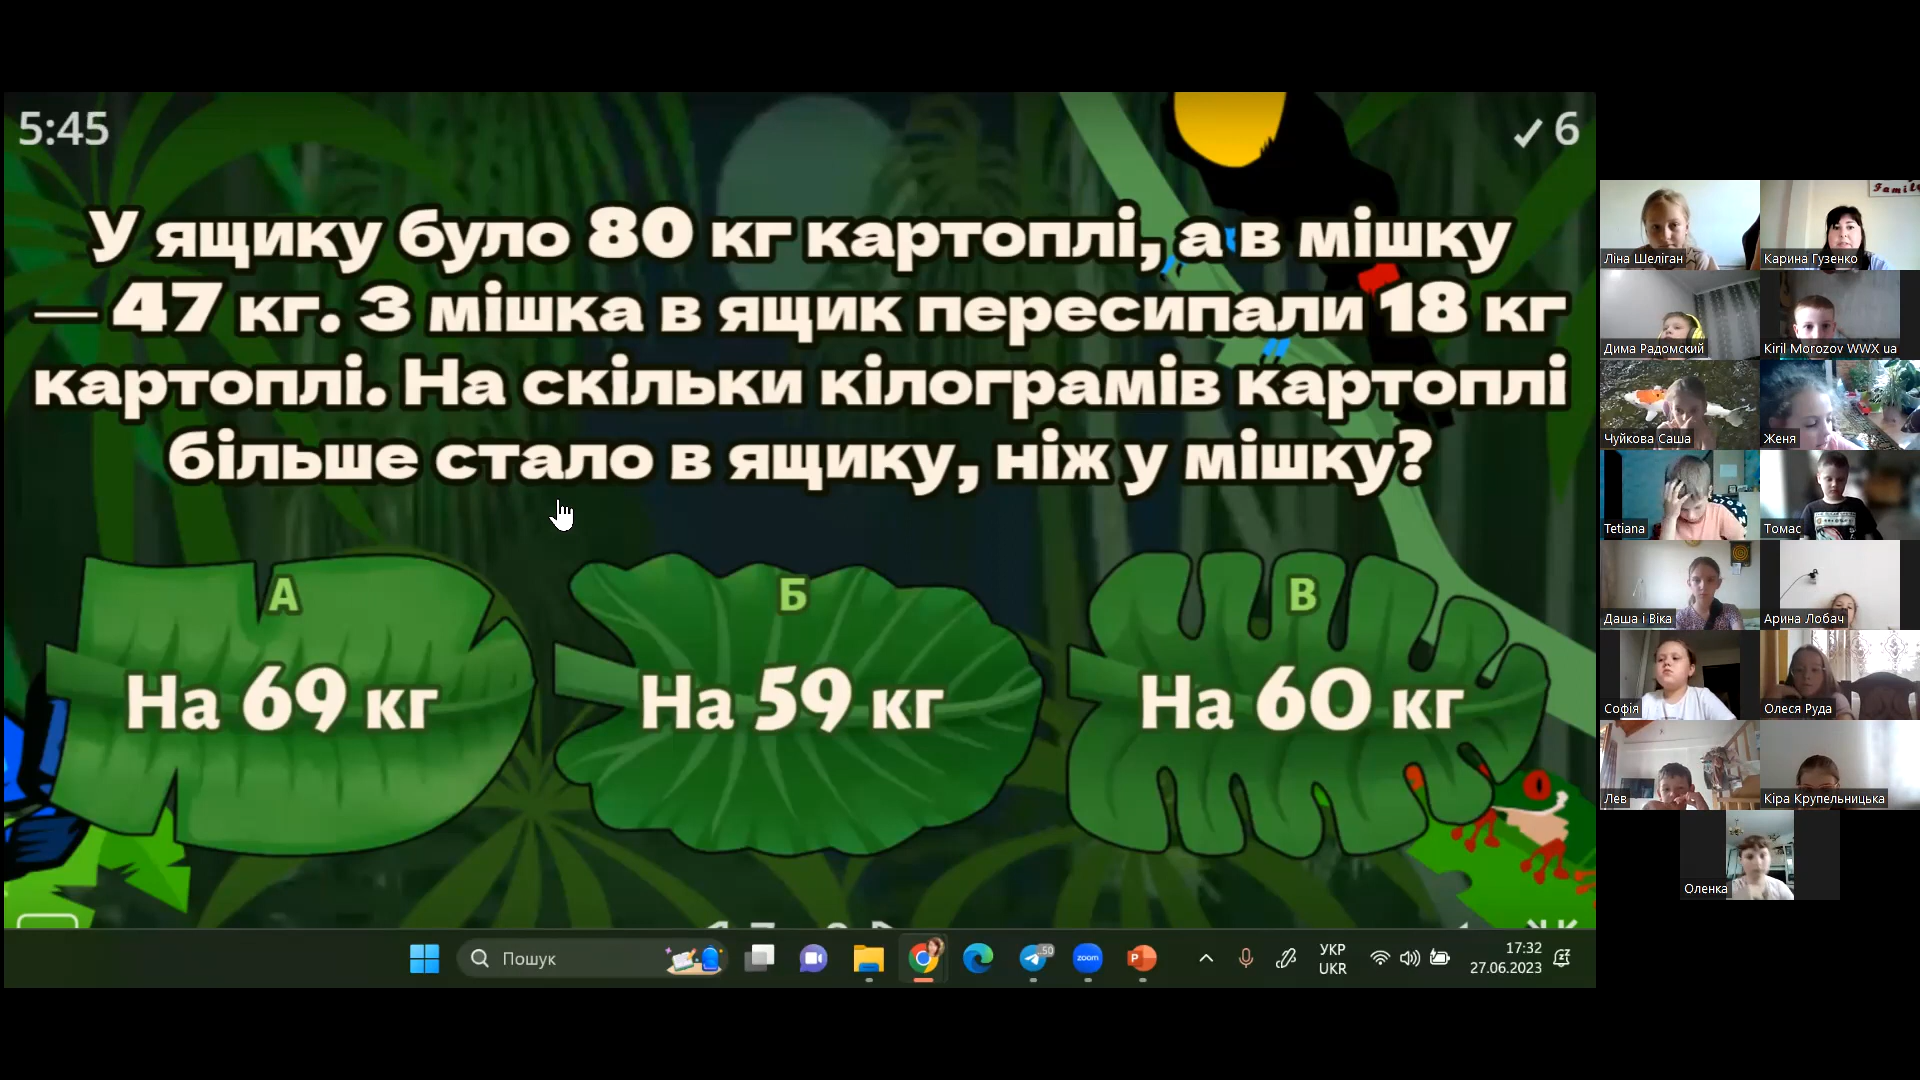 5:45
✓ 6
У ящику було 80 кг картоплі, а в мішку
— 47 кг. З мішка в ящик пересипали 18 кг
картоплі. На скільки кілограмів картоплі
більше стало в ящику, ніж у мішку?
А
На 69 кг
Б
На 59 кг
В
На 60 кг
Пошук
50
zoom
P
УКР
UKR
17:32
27.06.2023
Family
Ліна Шеліган
Карина Гузенко
Дима Радомский
Kiril Morozov WWX ua
Чуйкова Саша
Женя
Tetiana
Томас
Даша і Віка
Арина Лобач
Софія
Олеся Руда
Лев
Кіра Крупельницька
Оленка